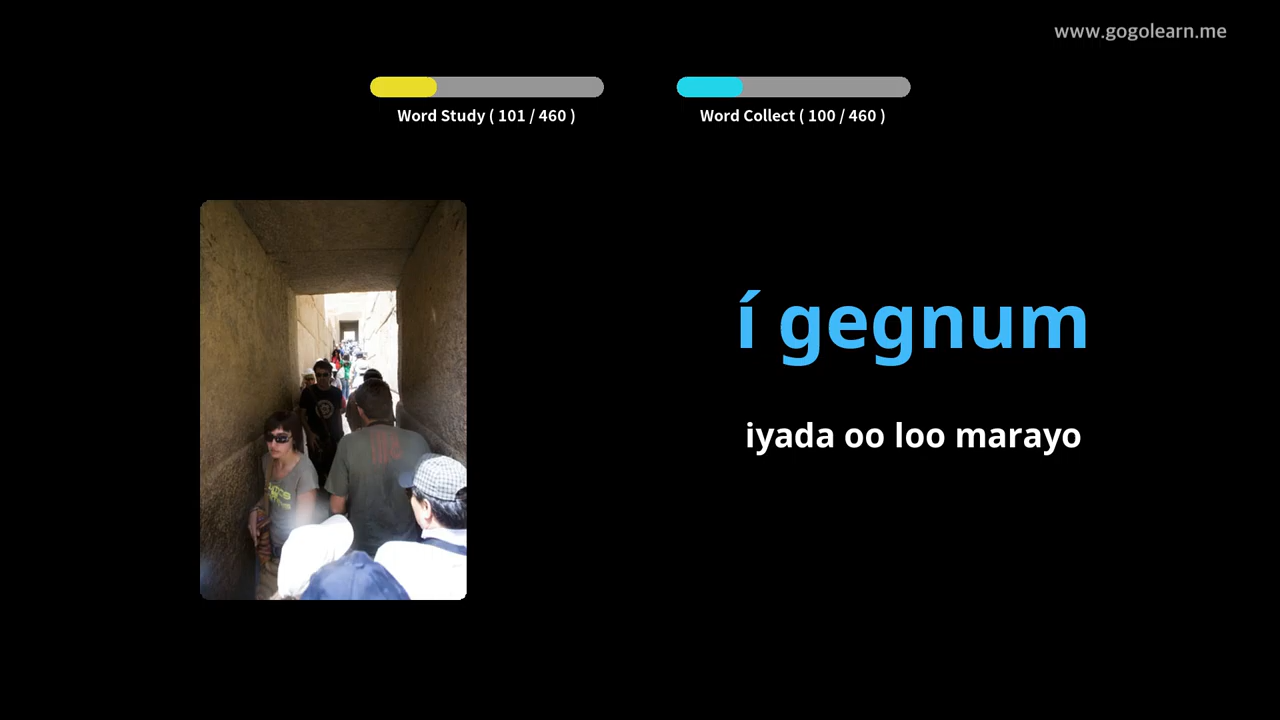 www.gogolearn.me
Word Study ( 101 / 460 )
Word Collect ( 100 / 460 )
í gegnum
iyada oo loo marayo